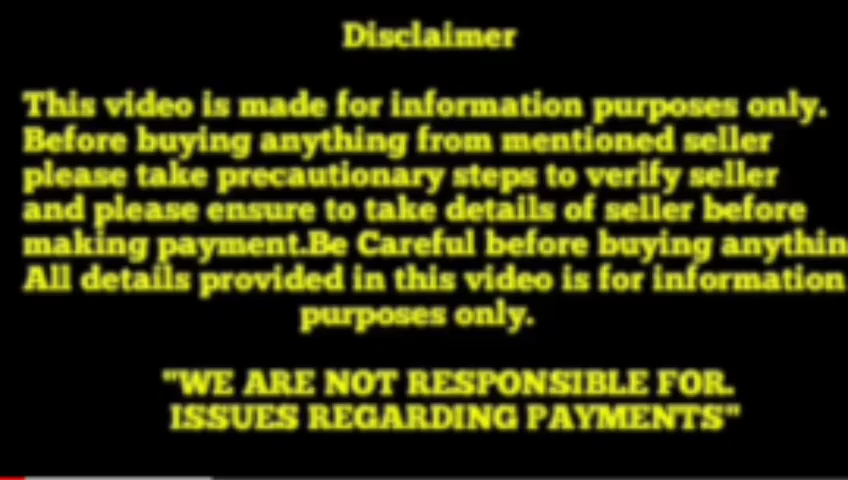 Disclaimer
This video is made for information purposes only.
Before buying anything from mentioned seller
please take precautionary steps to verify seller
and please ensure to take details of seller before
making payment.Be Careful before buying anythin
All details provided in this video is for information
purposes only.
"WE ARE NOT RESPONSIBLE FOR.
ISSUES REGARDING PAYMENTS"